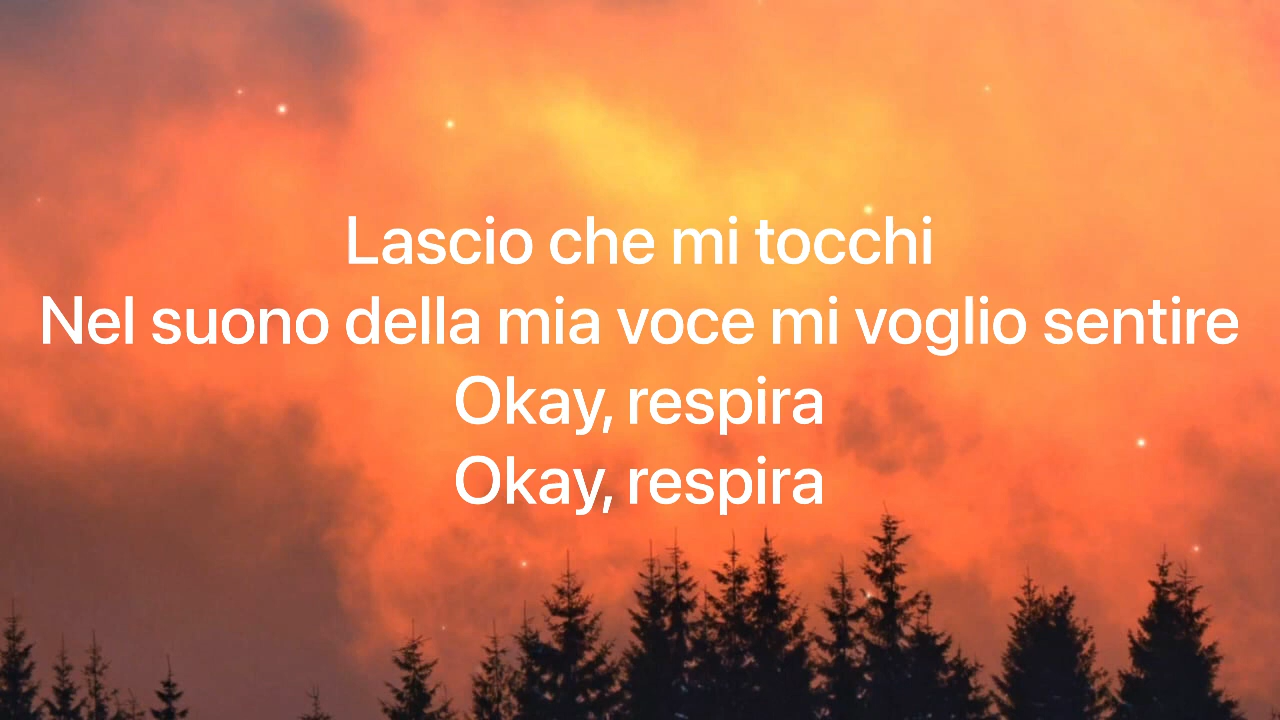 Lascio che mi tocchi
Nel suono della mia voce mi voglio sentire
Okay, respira
Okay, respira